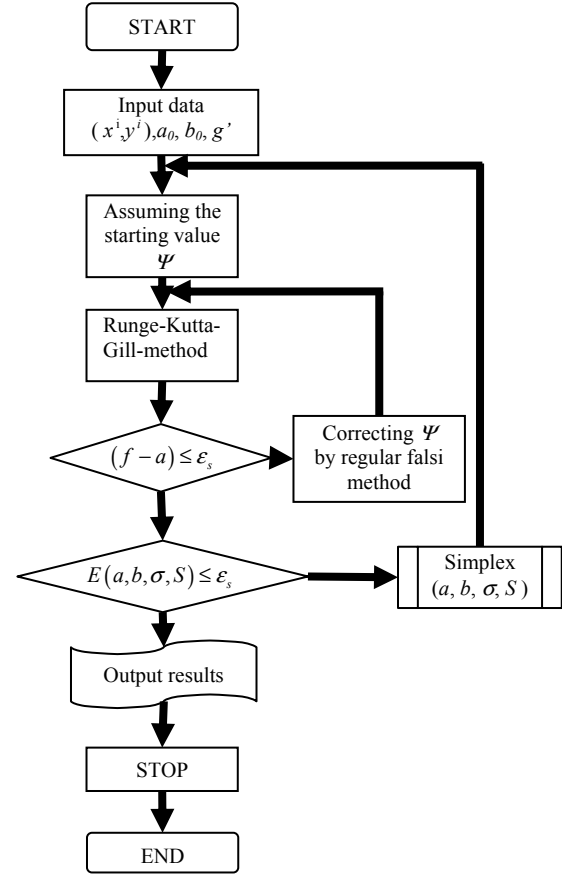 START
Input data
( xⁱ,yⁱ),a₀, b₀, g'
Assuming the
starting value
Ψ
Runge-Kutta-
Gill-method
(f − a) ≤ εₛ
Correcting Ψ
by regular falsi
method
E(a,b,σ,S) ≤ εₛ
Simplex
(a, b, σ, S )
Output results
STOP
END